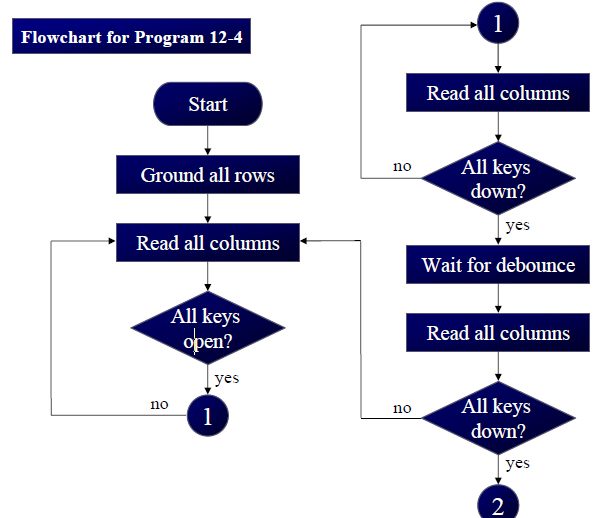 Flowchart for Program 12-4
Start
Ground all rows
Read all columns
All keys
open?
yes
no
1
1
Read all columns
no
All keys
down?
yes
Wait for debounce
Read all columns
no
All keys
down?
yes
2